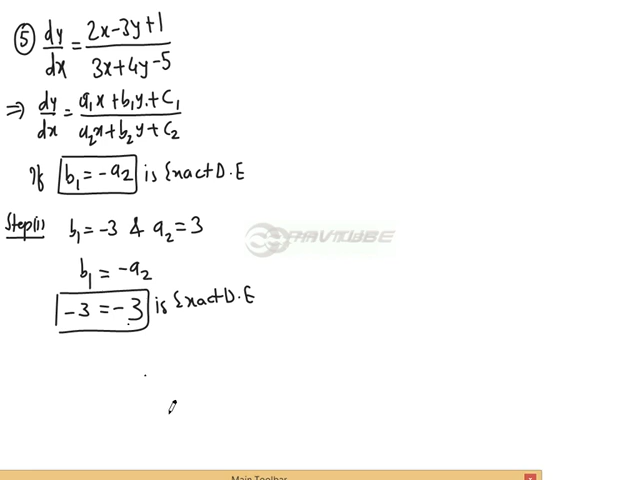 ⑤ dy/dx = 2x-3y+1/3x+4y-5
⇒ dy/dx = a₁x+b₁y+c₁/a₂x+b₂y+c₂
If b₁=-a₂ is Exact D.E
Step(1) b₁=-3 & a₂=3
b₁=-a₂
-3=-3 is Exact D.E
PAVTUBE
Main Toolbar